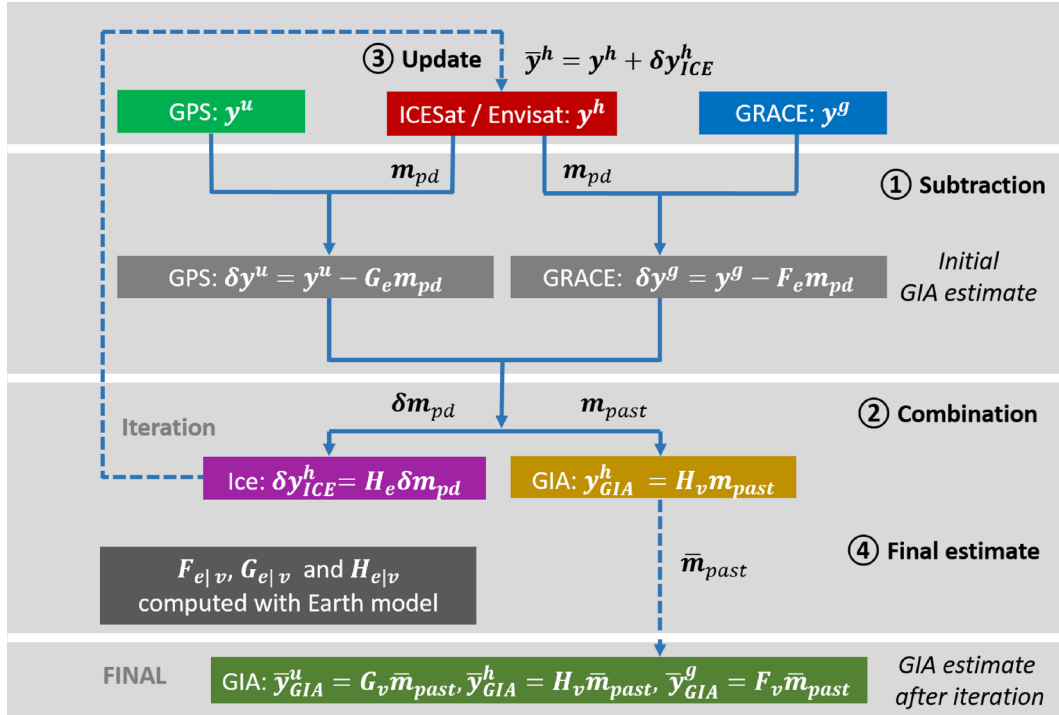 ③ Update
ȳ^h = y^h + δy^h_ICE
GPS: y^u
ICESat / Envisat: y^h
GRACE: y^g
m_pd
m_pd
① Subtraction
GPS: δy^u = y^u − G_e m_pd
GRACE: δy^g = y^g − F_e m_pd
Initial
GIA estimate
δm_pd
m_past
② Combination
Iteration
Ice: δy^h_ICE= H_e δm_pd
GIA: y^h_GIA = H_v m_past
④ Final estimate
F_e|v, G_e|v and H_e|v
computed with Earth model
m̄_past
FINAL
GIA: ȳ^u_GIA = G_v m̄_past, ȳ^h_GIA = H_v m̄_past, ȳ^g_GIA = F_v m̄_past
GIA estimate
after iteration